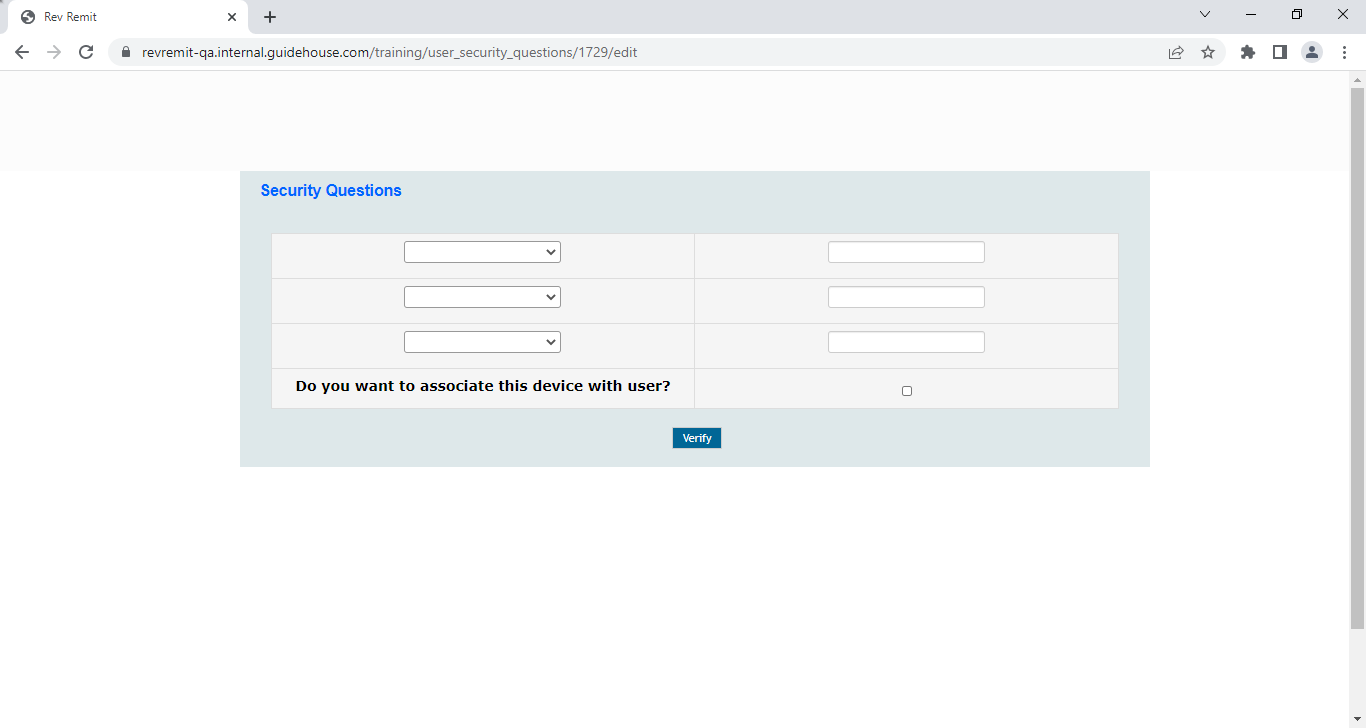 Rev Remit
revremit-qa.internal.guidehouse.com/training/user_security_questions/1729/edit
Security Questions
Do you want to associate this device with user?
Verify